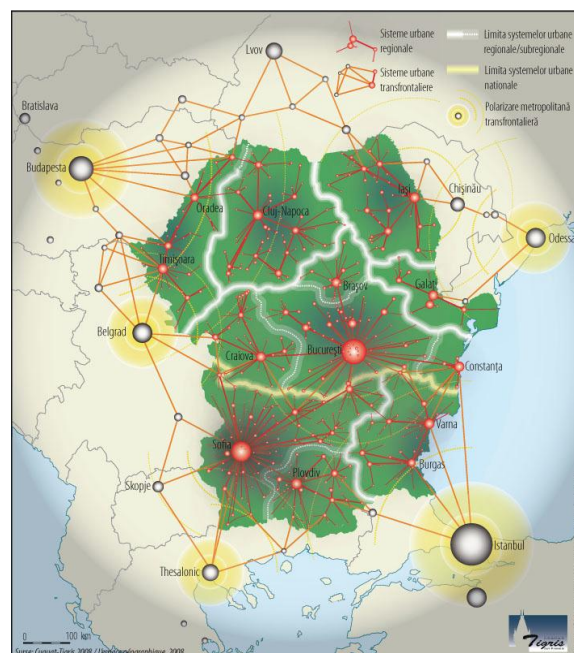 Sisteme urbane
regionale
Limita systemelor urbane
regionale/subregionale
Sisteme urbane
transfrontaliere
Limita systemelor urbane
nationale
Polarizare metropolitană
transfrontalieră
Lvov
Bratislava
Budapesta
Chişinău
Iaşi
Oradea
Cluj-Napoca
Odessa
Timişoara
Braşov
Galaţi
Belgrad
Craiova
Bucureşti
Constanţa
Varna
Sofia
Burgas
Plovdiv
Skopje
Istanbul
Thesalonic
0 100 km
Tigris